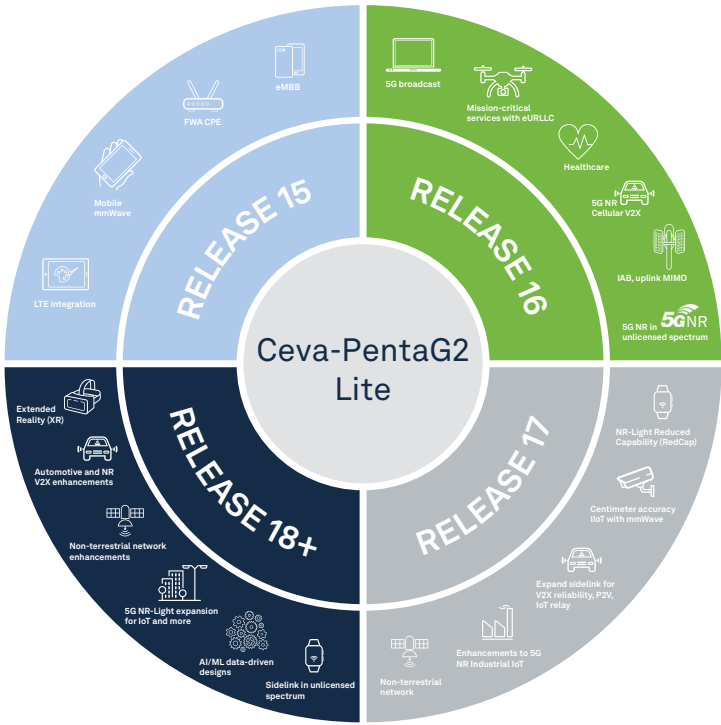 Ceva-PentaG2
Lite
RELEASE 15
eMBB
FWA CPE
Mobile
mmWave
LTE integration
RELEASE 16
5G broadcast
Mission-critical
services with eURLLC
Healthcare
5G NR
Cellular V2X
IAB, uplink MIMO
5G NR in
unlicensed spectrum
5GNR
RELEASE 17
NR-Light Reduced
Capability (RedCap)
Centimeter accuracy
IIoT with mmWave
Expand sidelink for
V2X reliability, P2V,
IoT relay
Enhancements to 5G
NR Industrial IoT
Non-terrestrial
network
RELEASE 18+
Extended
Reality (XR)
Automotive and NR
V2X enhancements
Non-terrestrial network
enhancements
5G NR-Light expansion
for IoT and more
AI/ML data-driven
designs
Sidelink in unlicensed
spectrum